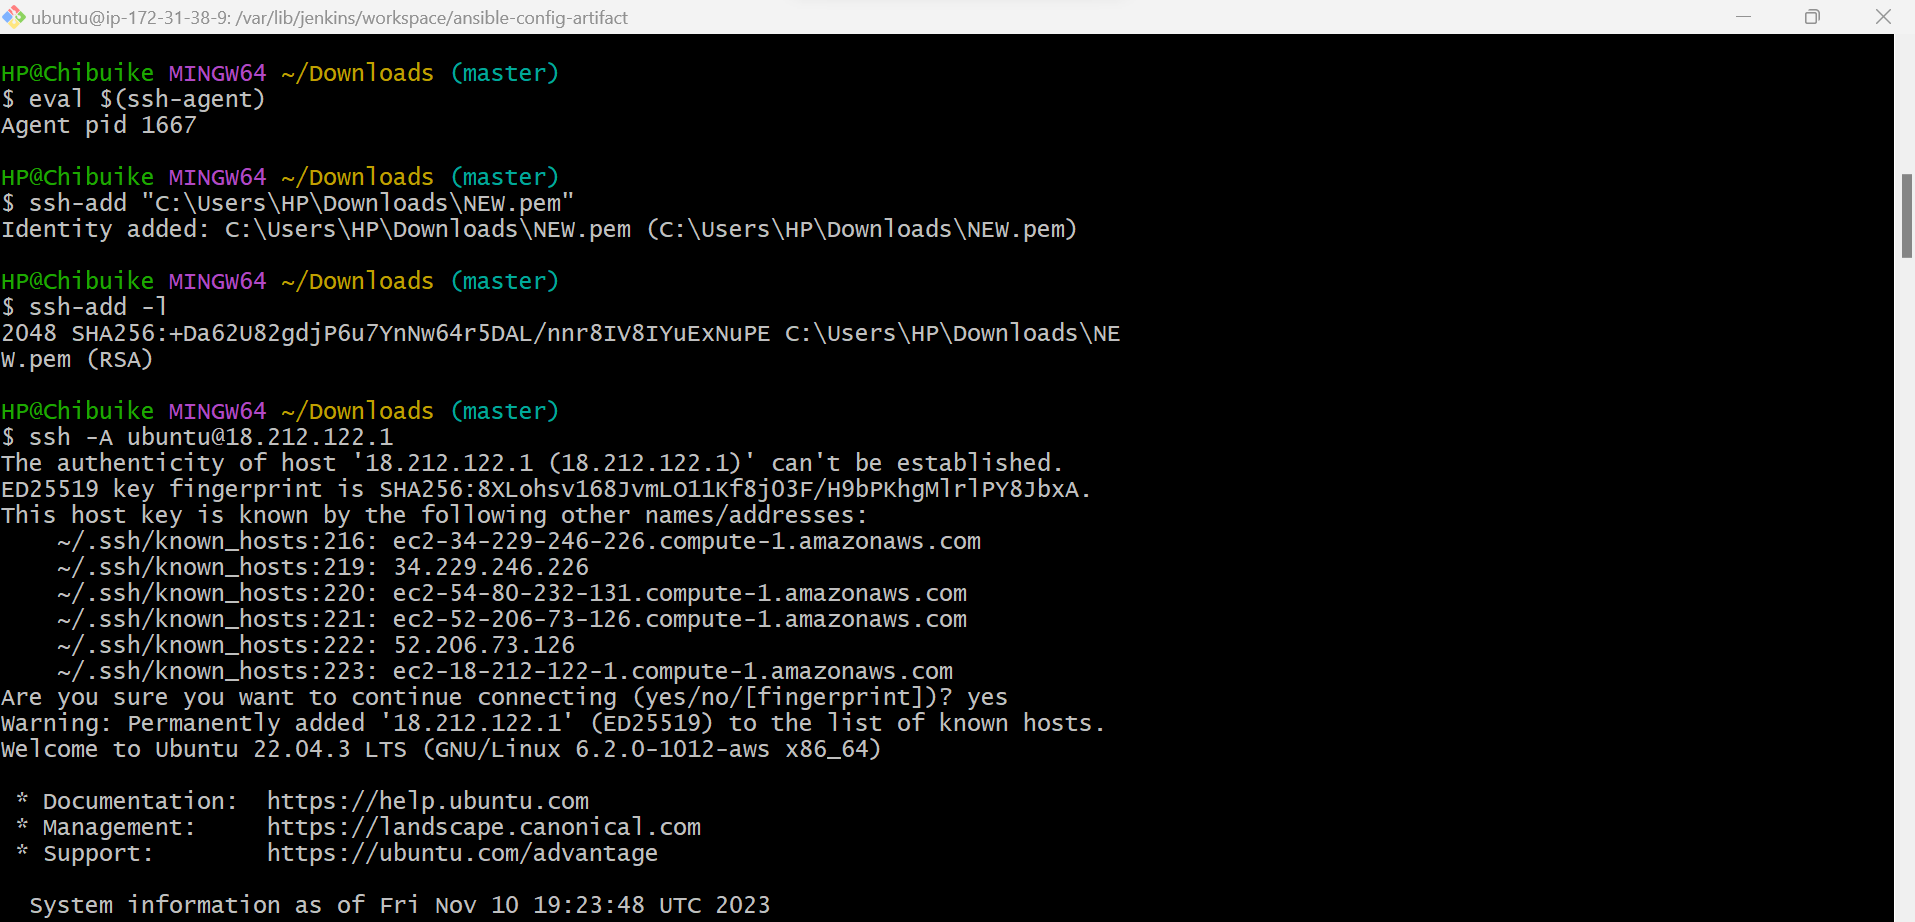 ubuntu@ip-172-31-38-9: /var/lib/jenkins/workspace/ansible-config-artifact
HP@Chibuike MINGW64 ~/Downloads (master)
$ eval $(ssh-agent)
Agent pid 1667
HP@Chibuike MINGW64 ~/Downloads (master)
$ ssh-add "C:\Users\HP\Downloads\NEW.pem"
Identity added: C:\Users\HP\Downloads\NEW.pem (C:\Users\HP\Downloads\NEW.pem)
HP@Chibuike MINGW64 ~/Downloads (master)
$ ssh-add -l
2048 SHA256:+Da62U82gdjP6u7YnNw64r5DAL/nnr8IV8IYuExNuPE C:\Users\HP\Downloads\NE
W.pem (RSA)
HP@Chibuike MINGW64 ~/Downloads (master)
$ ssh -A ubuntu@18.212.122.1
The authenticity of host '18.212.122.1 (18.212.122.1)' can't be established.
ED25519 key fingerprint is SHA256:8XLohsv168JvmLO11Kf8jO3F/H9bPKhgMlrlPY8JbxA.
This host key is known by the following other names/addresses:
~/.ssh/known_hosts:216: ec2-34-229-246-226.compute-1.amazonaws.com
~/.ssh/known_hosts:219: 34.229.246.226
~/.ssh/known_hosts:220: ec2-54-80-232-131.compute-1.amazonaws.com
~/.ssh/known_hosts:221: ec2-52-206-73-126.compute-1.amazonaws.com
~/.ssh/known_hosts:222: 52.206.73.126
~/.ssh/known_hosts:223: ec2-18-212-122-1.compute-1.amazonaws.com
Are you sure you want to continue connecting (yes/no/[fingerprint])? yes
Warning: Permanently added '18.212.122.1' (ED25519) to the list of known hosts.
Welcome to Ubuntu 22.04.3 LTS (GNU/Linux 6.2.0-1012-aws x86_64)
* Documentation: https://help.ubuntu.com
* Management: https://landscape.canonical.com
* Support: https://ubuntu.com/advantage
System information as of Fri Nov 10 19:23:48 UTC 2023